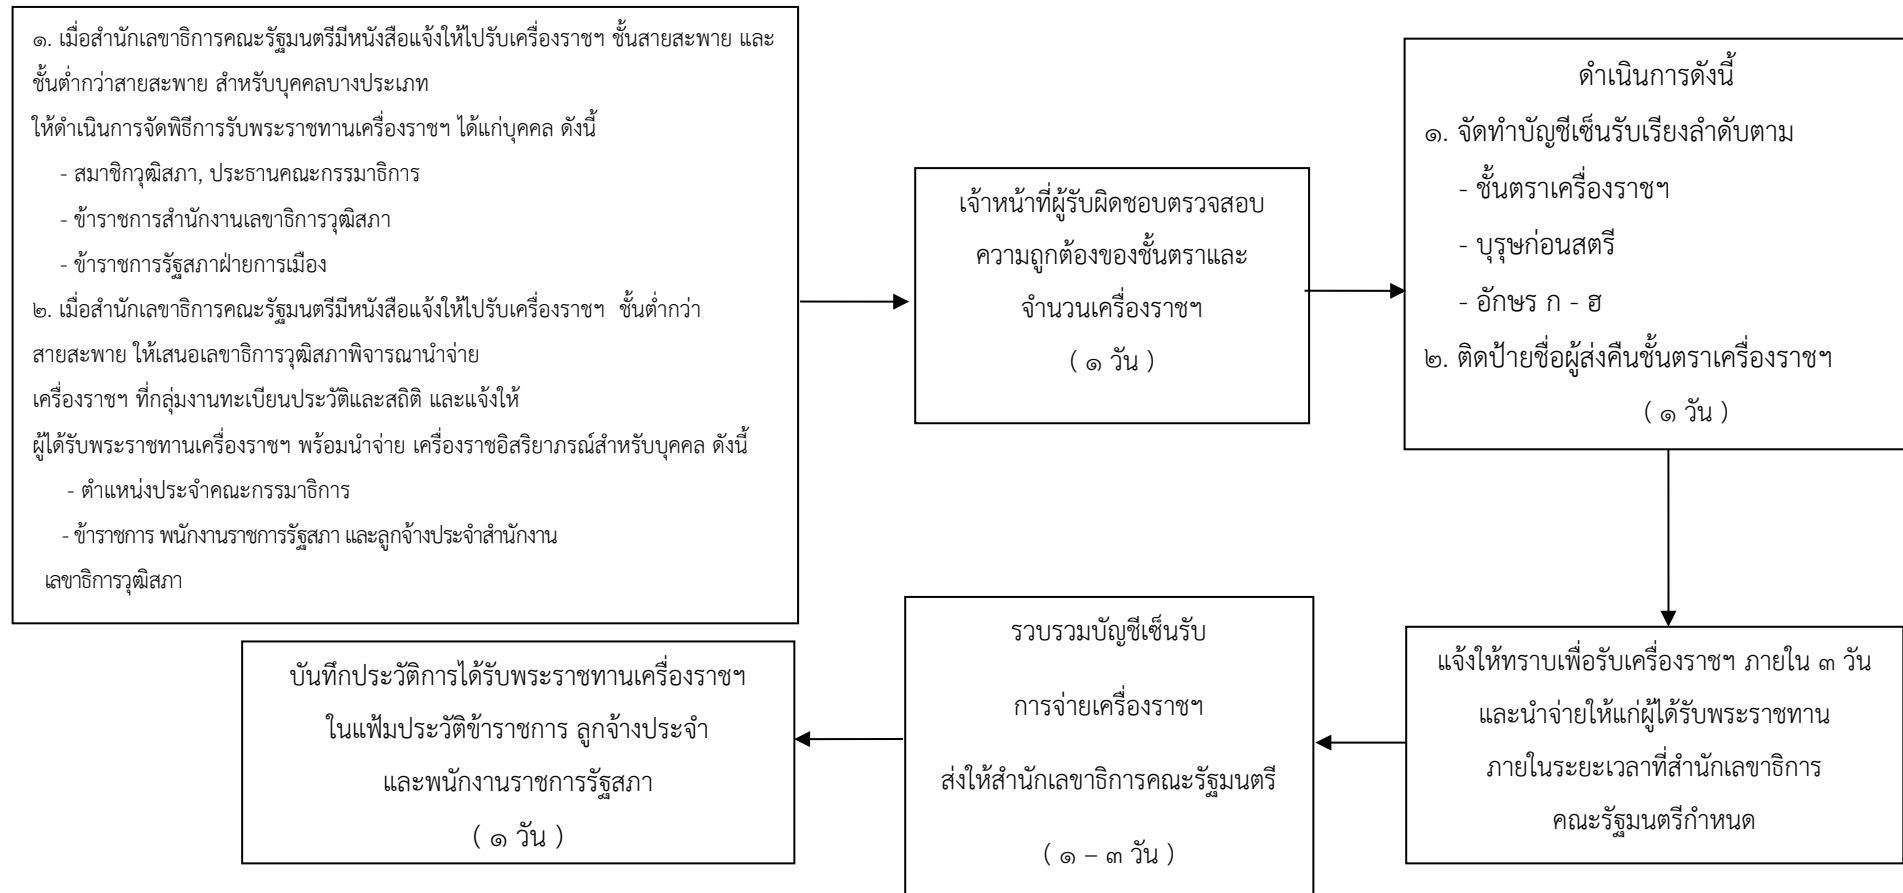 ๑. เมื่อสำนักเลขาธิการคณะรัฐมนตรีมีหนังสือแจ้งให้ไปรับเครื่องราชฯ ชั้นสายสะพาย และ
ชั้นต่ำกว่าสายสะพาย สำหรับบุคคลบางประเภท
ให้ดำเนินการจัดพิธีการรับพระราชทานเครื่องราชฯ ได้แก่บุคคล ดังนี้
- สมาชิกวุฒิสภา, ประธานคณะกรรมาธิการ
- ข้าราชการสำนักงานเลขาธิการวุฒิสภา
- ข้าราชการรัฐสภาฝ่ายการเมือง
๒. เมื่อสำนักเลขาธิการคณะรัฐมนตรีมีหนังสือแจ้งให้ไปรับเครื่องราชฯ ชั้นต่ำกว่า
สายสะพาย ให้เสนอเลขาธิการวุฒิสภาพิจารณานำจ่าย
เครื่องราชฯ ที่กลุ่มงานทะเบียนประวัติและสถิติ และแจ้งให้
ผู้ได้รับพระราชทานเครื่องราชฯ พร้อมนำจ่าย เครื่องราชอิสริยาภรณ์สำหรับบุคคล ดังนี้
- ตำแหน่งประจำคณะกรรมาธิการ
- ข้าราชการ พนักงานราชการรัฐสภา และลูกจ้างประจำสำนักงาน
เลขาธิการวุฒิสภา
เจ้าหน้าที่ผู้รับผิดชอบตรวจสอบ
ความถูกต้องของชั้นตราและ
จำนวนเครื่องราชฯ
( ๑ วัน )
ดำเนินการดังนี้
๑. จัดทำบัญชีเซ็นรับเรียงลำดับตาม
- ชั้นตราเครื่องราชฯ
- บุรุษก่อนสตรี
- อักษร ก - ฮ
๒. ติดป้ายชื่อผู้ส่งคืนชั้นตราเครื่องราชฯ
( ๑ วัน )
แจ้งให้ทราบเพื่อรับเครื่องราชฯ ภายใน ๓ วัน
และนำจ่ายให้แก่ผู้ได้รับพระราชทาน
ภายในระยะเวลาที่สำนักเลขาธิการ
คณะรัฐมนตรีกำหนด
รวบรวมบัญชีเซ็นรับ
การจ่ายเครื่องราชฯ
ส่งให้สำนักเลขาธิการคณะรัฐมนตรี
( ๑ – ๓ วัน )
บันทึกประวัติการได้รับพระราชทานเครื่องราชฯ
ในแฟ้มประวัติข้าราชการ ลูกจ้างประจำ
และพนักงานราชการรัฐสภา
( ๑ วัน )